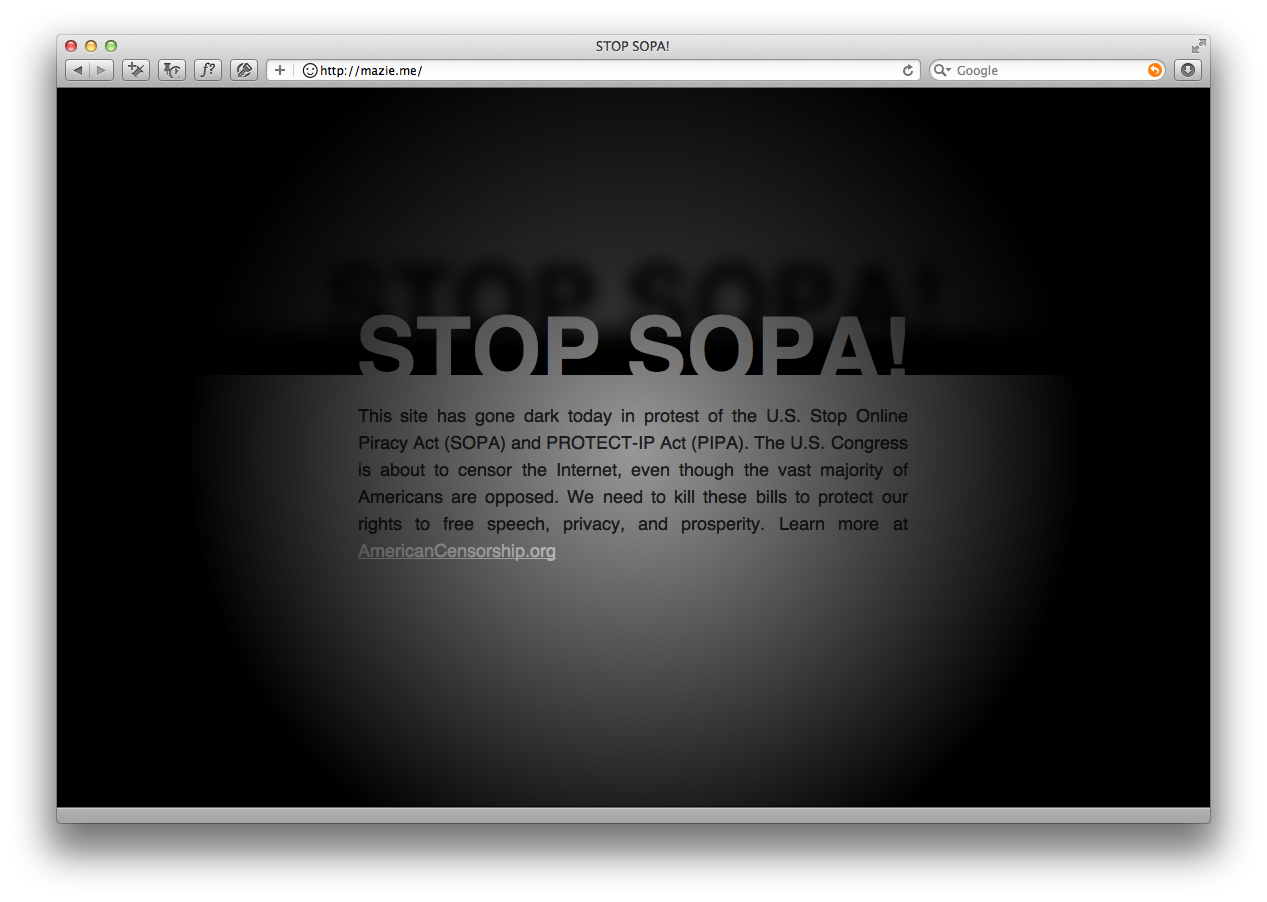 STOP SOPA!
f?
http://mazie.me/
Google
STOP SOPA!
STOP SOPA!
This site has gone dark today in protest of the U.S. Stop Online
Piracy Act (SOPA) and PROTECT-IP Act (PIPA). The U.S. Congress
is about to censor the Internet, even though the vast majority of
Americans are opposed. We need to kill these bills to protect our
rights to free speech, privacy, and prosperity. Learn more at
AmericanCensorship.org